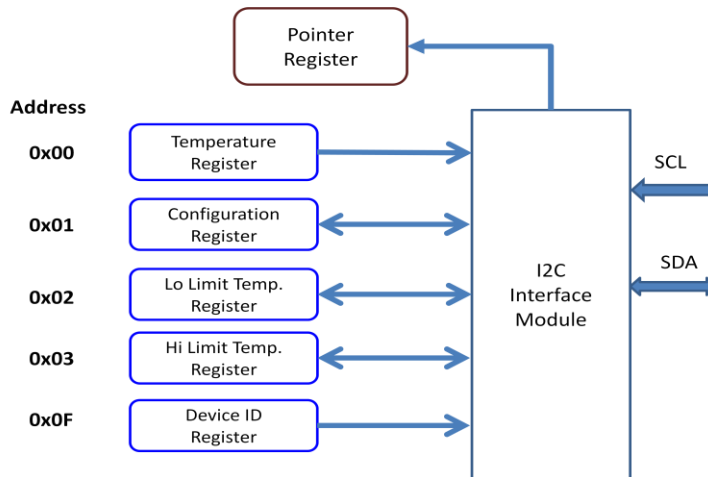 Pointer
Register
Address
0x00
Temperature
Register
SCL
0x01
Configuration
Register
I2C
Interface
Module
SDA
0x02
Lo Limit Temp.
Register
0x03
Hi Limit Temp.
Register
0x0F
Device ID
Register